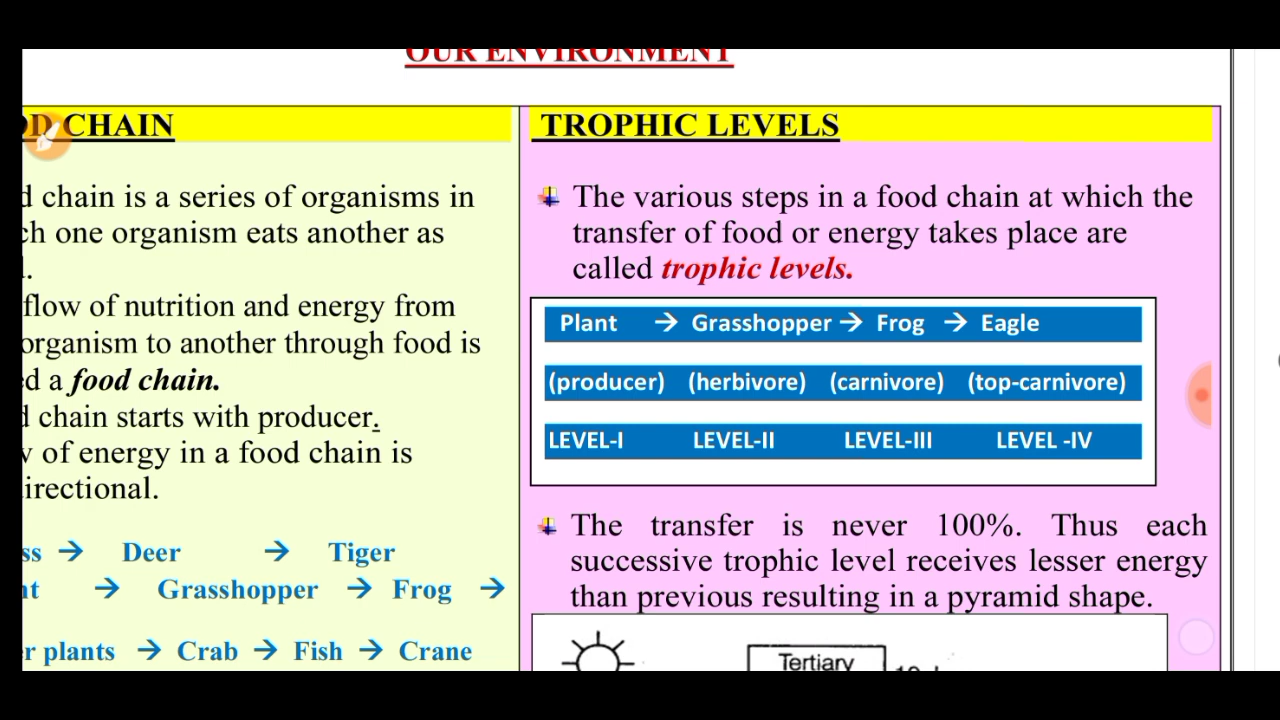 OUR ENVIRONMENT
CHAIN
chain is a series of organisms in
one organism eats another as
flow of nutrition and energy from
organism to another through food is
a food chain.
chain starts with producer.
of energy in a food chain is
Deer → Tiger
→ Grasshopper → Frog →
plants → Crab → Fish → Crane
TROPHIC LEVELS
The various steps in a food chain at which the
transfer of food or energy takes place are
called trophic levels.
Plant → Grasshopper → Frog → Eagle
(producer) (herbivore) (carnivore) (top-carnivore)
LEVEL-I LEVEL-II LEVEL-III LEVEL -IV
The transfer is never 100%. Thus each
successive trophic level receives lesser energy
than previous resulting in a pyramid shape.
Tertiary